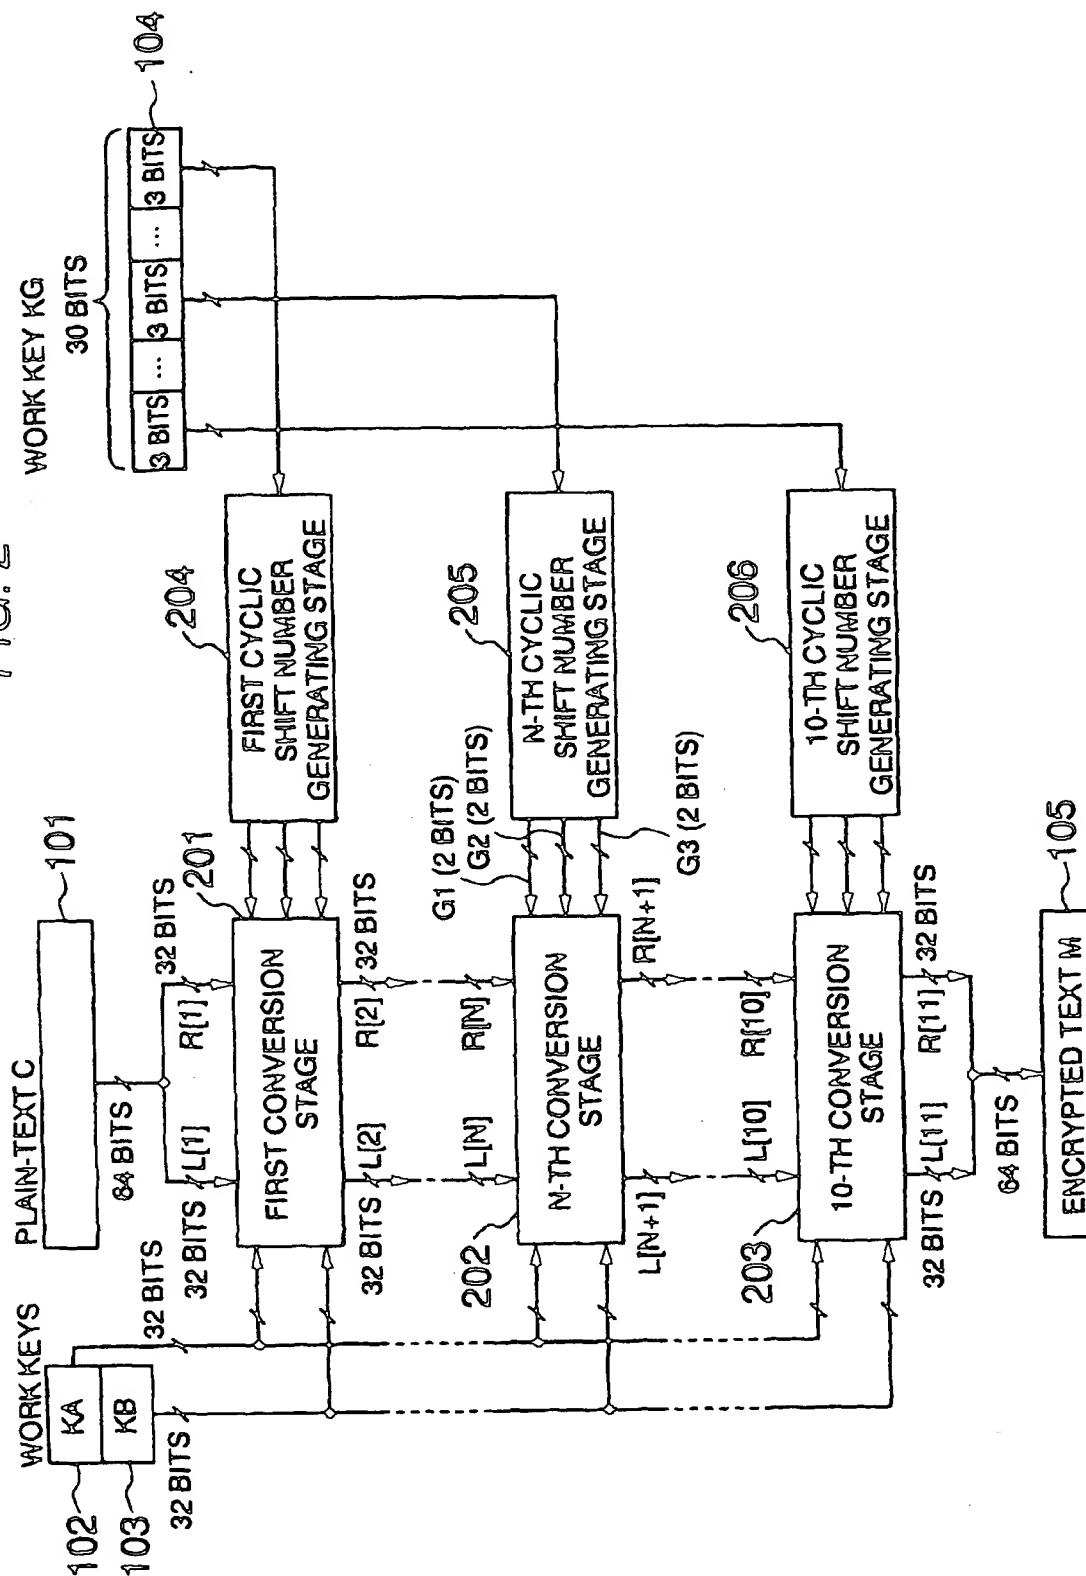 FIG. 2
WORK KEYS
KA
KB
102
103
32 BITS
32 BITS
PLAIN-TEXT C
101
64 BITS
WORK KEY KG
30 BITS
3 BITS
...
3 BITS
...
3 BITS
104
32 BITS
L[1]
R[1]
32 BITS
201
FIRST CONVERSION
STAGE
204
FIRST CYCLIC
SHIFT NUMBER
GENERATING STAGE
32 BITS
L[2]
R[2]
32 BITS
L[N]
R[N]
G1 (2 BITS)
G2 (2 BITS)
G3 (2 BITS)
202
N-TH CONVERSION
STAGE
205
N-TH CYCLIC
SHIFT NUMBER
GENERATING STAGE
L[N+1]
R[N+1]
L[10]
R[10]
203
10-TH CONVERSION
STAGE
206
10-TH CYCLIC
SHIFT NUMBER
GENERATING STAGE
32 BITS
L[11]
R[11]
32 BITS
64 BITS
ENCRYPTED TEXT M
105